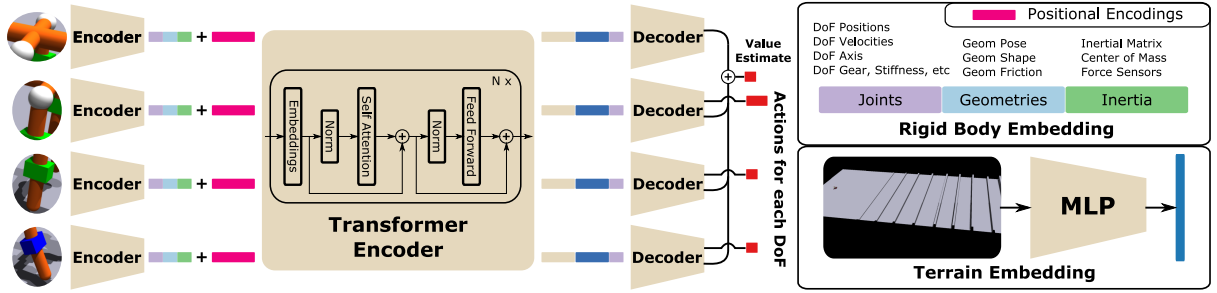 Encoder
+
Encoder
+
Encoder
+
Encoder
+
N x
Embeddings
Norm
Self Attention
+
Norm
Feed Forward
+
Transformer
Encoder
Decoder
Decoder
Decoder
Decoder
+
Value
Estimate
Actions for each DoF
Positional Encodings
DoF Positions
DoF Velocities
DoF Axis
DoF Gear, Stiffness, etc
Geom Pose
Geom Shape
Geom Friction
Inertial Matrix
Center of Mass
Force Sensors
Joints
Geometries
Inertia
Rigid Body Embedding
MLP
Terrain Embedding